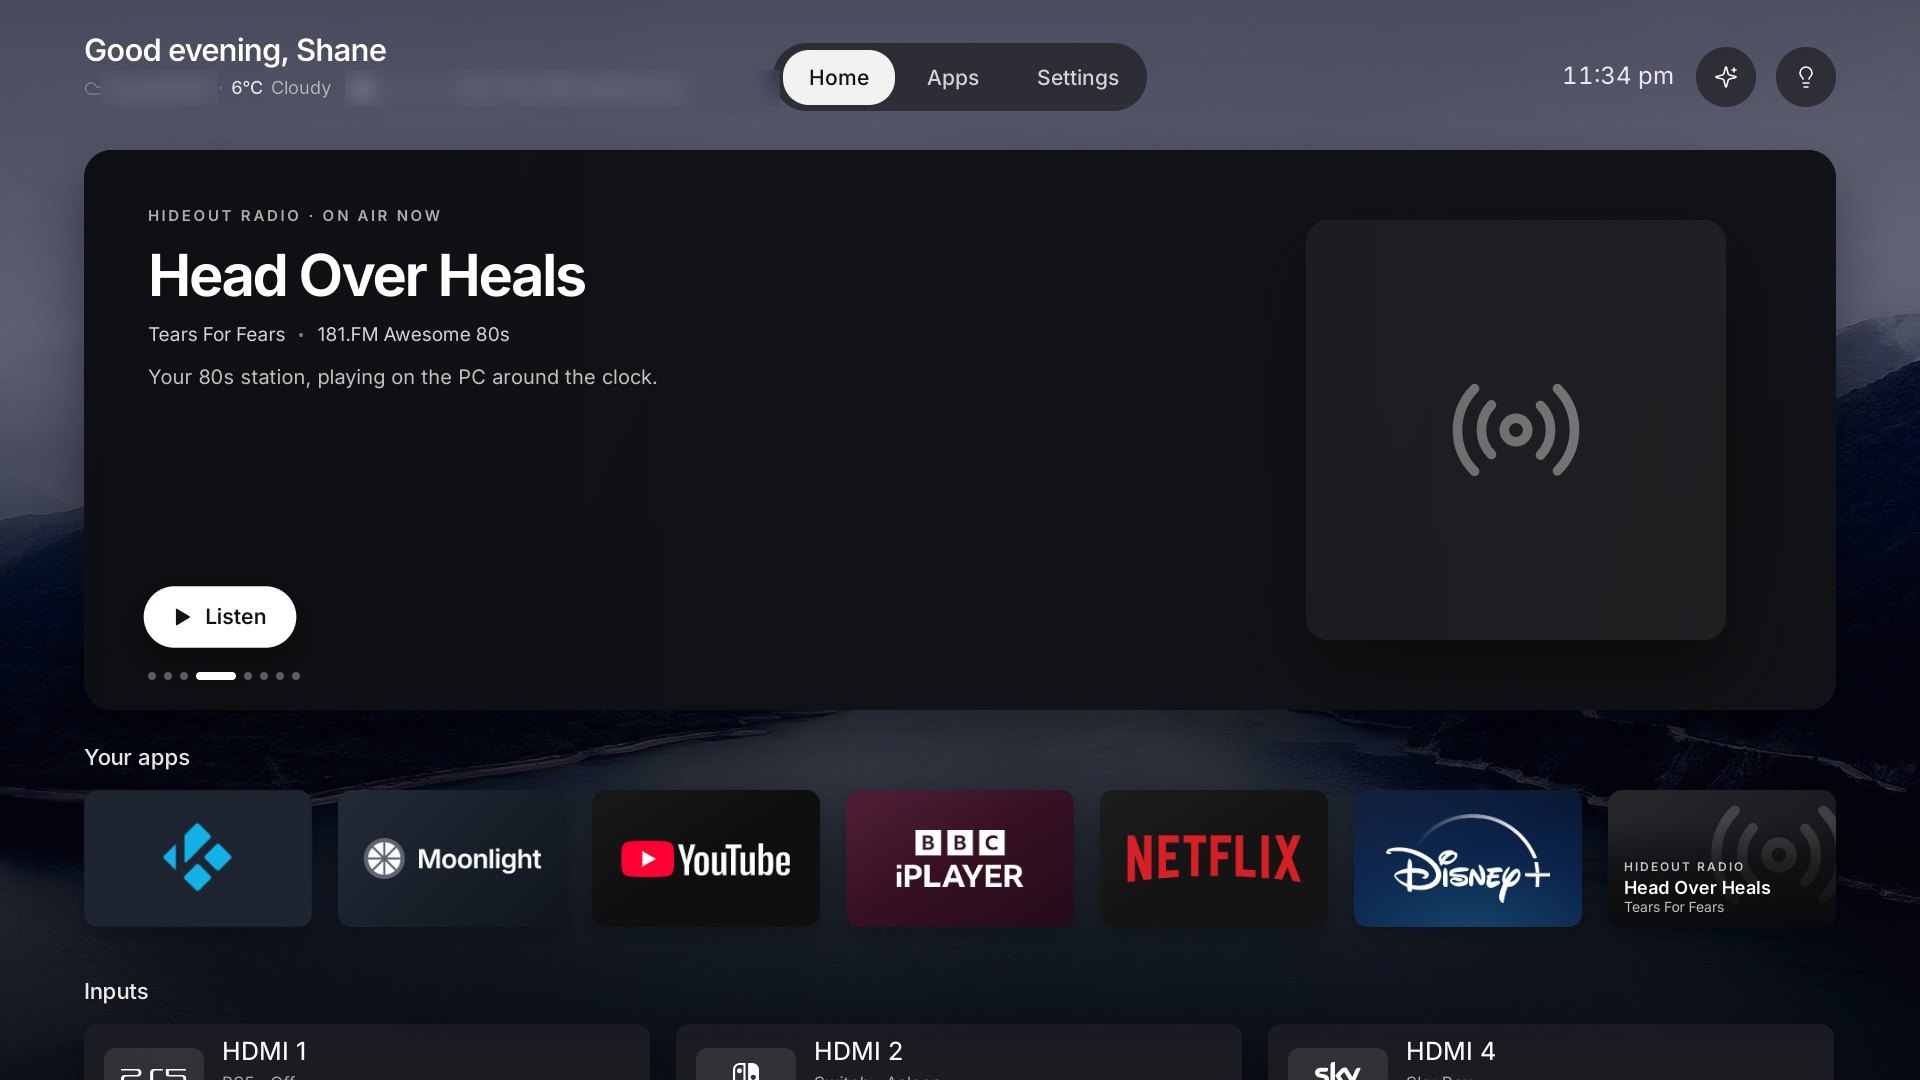 Good evening, Shane
· 6°C Cloudy
Home
Apps
Settings
11:34 pm
HIDEOUT RADIO · ON AIR NOW
Head Over Heals
Tears For Fears • 181.FM Awesome 80s
Your 80s station, playing on the PC around the clock.
Listen
Your apps
Moonlight
YouTube
BBC
iPLAYER
NETFLIX
Disney+
HIDEOUT RADIO
Head Over Heals
Tears For Fears
Inputs
HDMI 1
PS5
HDMI 2
HDMI 4
sky